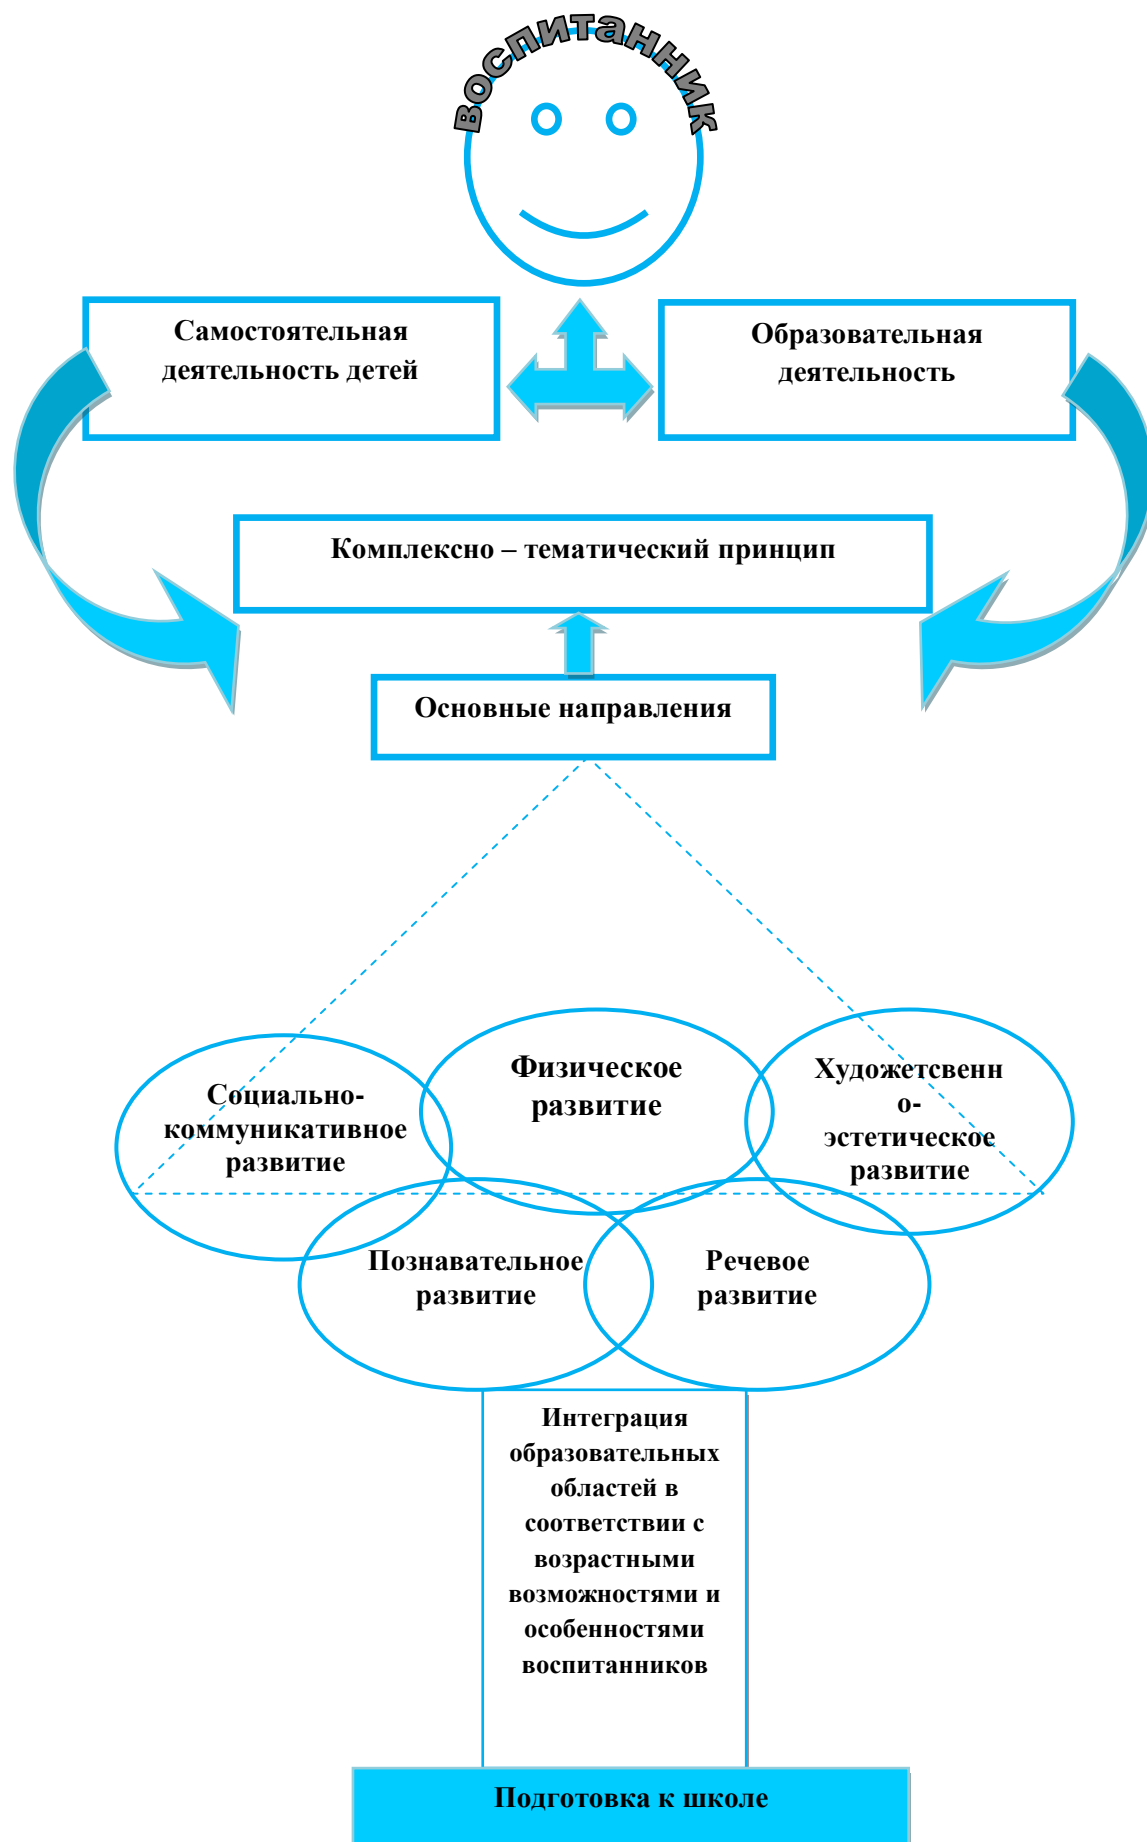 Воспитанник
Самостоятельная
деятельность детей
Образовательная
деятельность
Комплексно – тематический принцип
Основные направления
Социально-
коммуникативное
развитие
Физическое
развитие
Художетсвенн
о-
эстетическое
развитие
Познавательное
развитие
Речевое
развитие
Интеграция
образовательных
областей в
соответствии с
возрастными
возможностями и
особенностями
воспитанников
Подготовка к школе